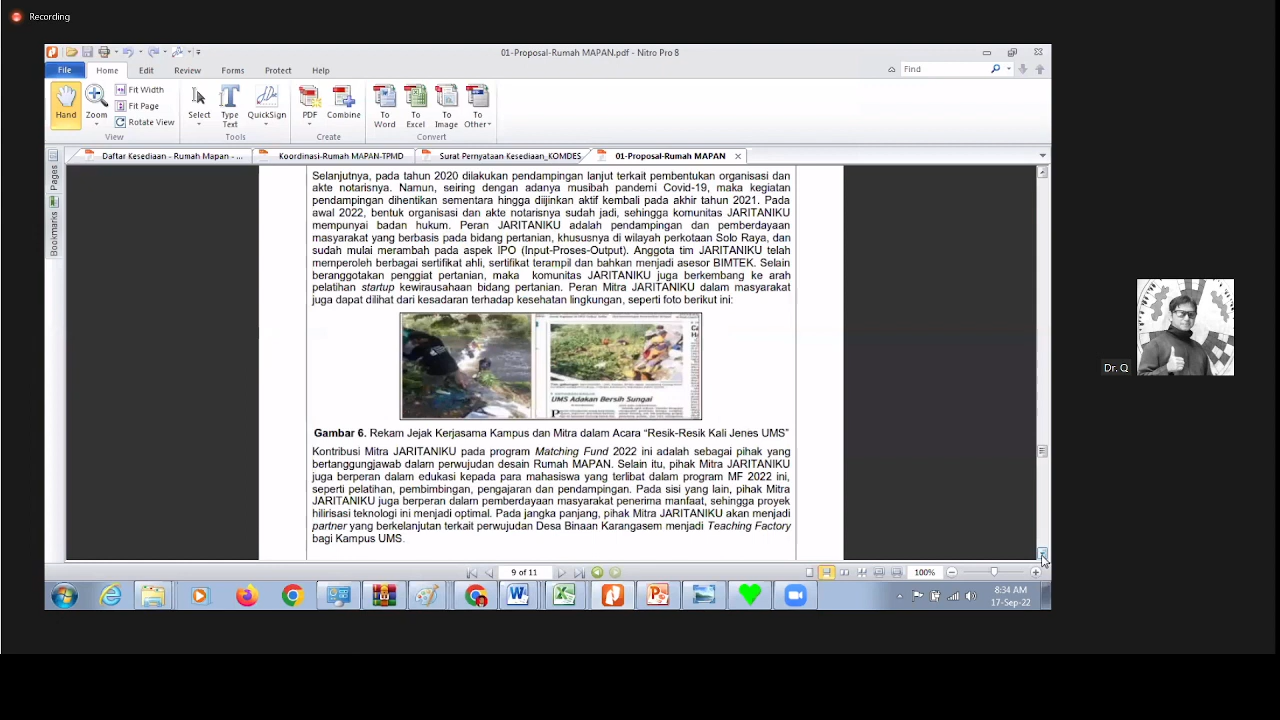 Recording
01-Proposal-Rumah MAPAN.pdf - Nitro Pro 8
File Home Edit Review Forms Protect Help
Find
Hand
Zoom
Fit Width
Fit Page
Rotate View
View
Select
Type Text
QuickSign
Tools
PDF
Combine
Create
To Word
To Excel
To Image
To Other
Convert
Daftar Kesediaan - Rumah Mapan - ...
Koordinasi-Rumah MAPAN-TPMD
Surat Pernyataan Kesediaan_KOMDES
01-Proposal-Rumah MAPAN
Pages
Bookmarks
Selanjutnya, pada tahun 2020 dilakukan pendampingan lanjut terkait pembentukan organisasi dan
akte notarisnya. Namun, seiring dengan adanya musibah pandemi Covid-19, maka kegiatan
pendampingan dihentikan sementara hingga diijinkan aktif kembali pada akhir tahun 2021. Pada
awal 2022, bentuk organisasi dan akte notarisnya sudah jadi, sehingga komunitas JARITANIKU
mempunyai badan hukum. Peran JARITANIKU adalah pendampingan dan pemberdayaan
masyarakat yang berbasis pada bidang pertanian, khususnya di wilayah perkotaan Solo Raya, dan
sudah mulai merambah pada aspek IPO (Input-Proses-Output). Anggota tim JARITANIKU telah
memperoleh berbagai sertifikat ahli, sertifikat terampil dan bahkan menjadi asesor BIMTEK. Selain
beranggotakan penggiat pertanian, maka komunitas JARITANIKU juga berkembang ke arah
pelatihan startup kewirausahaan bidang pertanian. Peran Mitra JARITANIKU dalam masyarakat
juga dapat dilihat dari kesadaran terhadap kesehatan lingkungan, seperti foto berikut ini:
UMS Adakan Bersih Sungai
Gambar 6. Rekam Jejak Kerjasama Kampus dan Mitra dalam Acara “Resik-Resik Kali Jenes UMS”
Kontribusi Mitra JARITANIKU pada program Matching Fund 2022 ini adalah sebagai pihak yang
bertanggungjawab dalam perwujudan desain Rumah MAPAN. Selain itu, pihak Mitra JARITANIKU
juga berperan dalam edukasi kepada para mahasiswa yang terlibat dalam program MF 2022 ini,
seperti pelatihan, pembimbingan, pengajaran dan pendampingan. Pada sisi yang lain, pihak Mitra
JARITANIKU juga berperan dalam pemberdayaan masyarakat penerima manfaat, sehingga proyek
hilirisasi teknologi ini menjadi optimal. Pada jangka panjang, pihak Mitra JARITANIKU akan menjadi
partner yang berkelanjutan terkait perwujudan Desa Binaan Karangasem menjadi Teaching Factory
bagi Kampus UMS.
Dr. Q
9 of 11
100%
8:34 AM
17-Sep-22